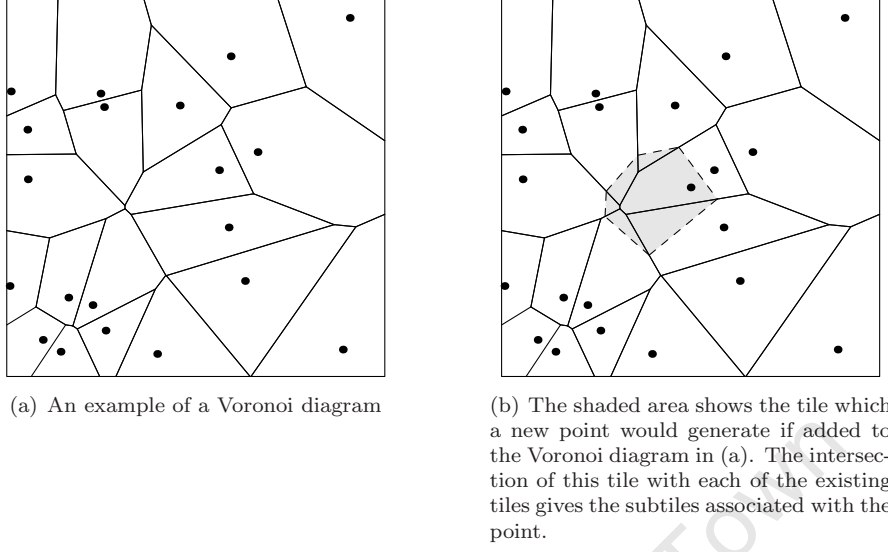 (a) An example of a Voronoi diagram
(b) The shaded area shows the tile which
a new point would generate if added to
the Voronoi diagram in (a). The intersec-
tion of this tile with each of the existing
tiles gives the subtiles associated with the
point.
Town